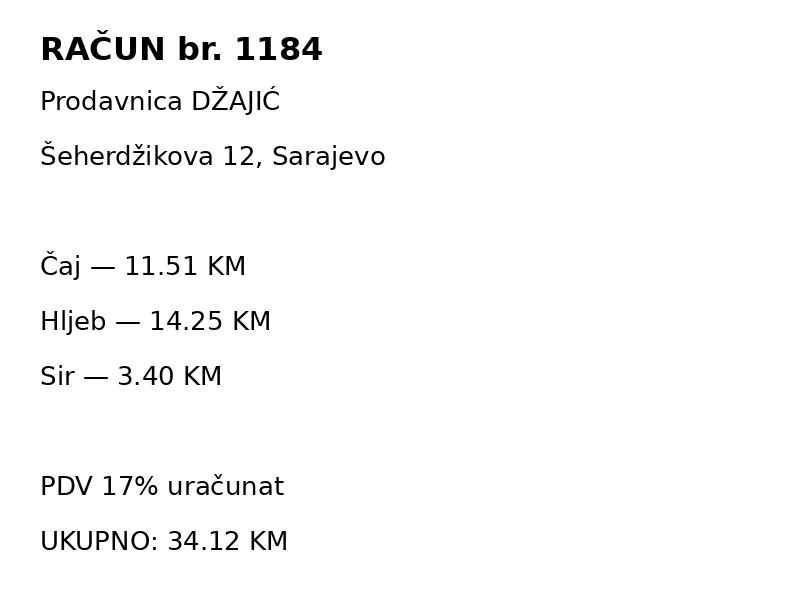 RAČUN br. 1184
Prodavnica DŽAJIĆ
Šeherdžikova 12, Sarajevo
Čaj — 11.51 KM
Hljeb — 14.25 KM
Sir — 3.40 KM
PDV 17% uračunat
UKUPNO: 34.12 KM